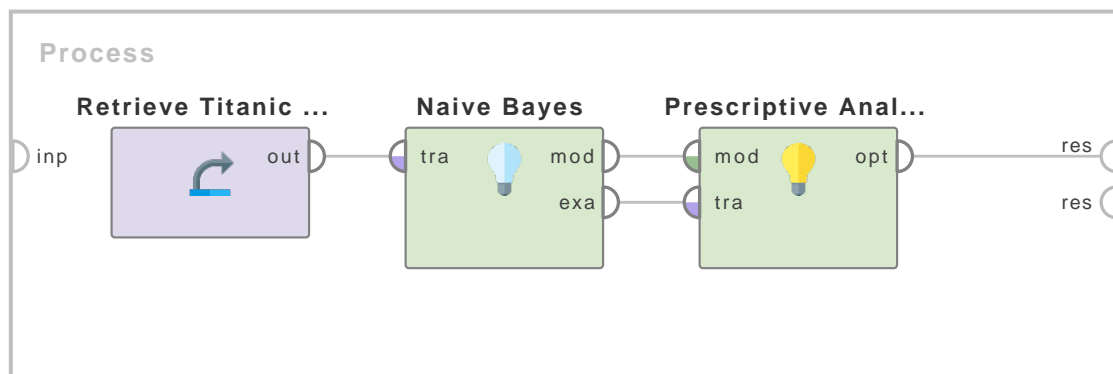 Process
Retrieve Titanic ...
Naive Bayes
Prescriptive Anal...
inp
out
tra
mod
mod
opt
res
exa
tra
res